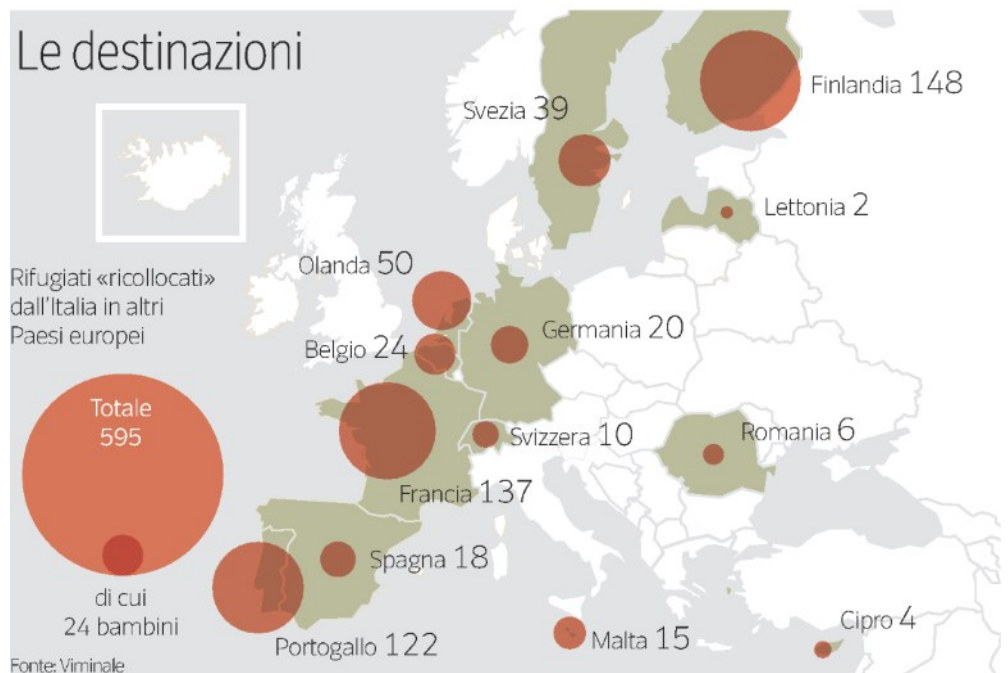 Le destinazioni
Finlandia 148
Svezia 39
Lettonia 2
Olanda 50
Rifugiati «ricollocati»
dall'Italia in altri
Paesi europei
Germania 20
Belgio 24
Totale
595
Svizzera 10
Romania 6
Francia 137
Spagna 18
di cui
24 bambini
Cipro 4
Malta 15
Portogallo 122
Fonte: Viminale